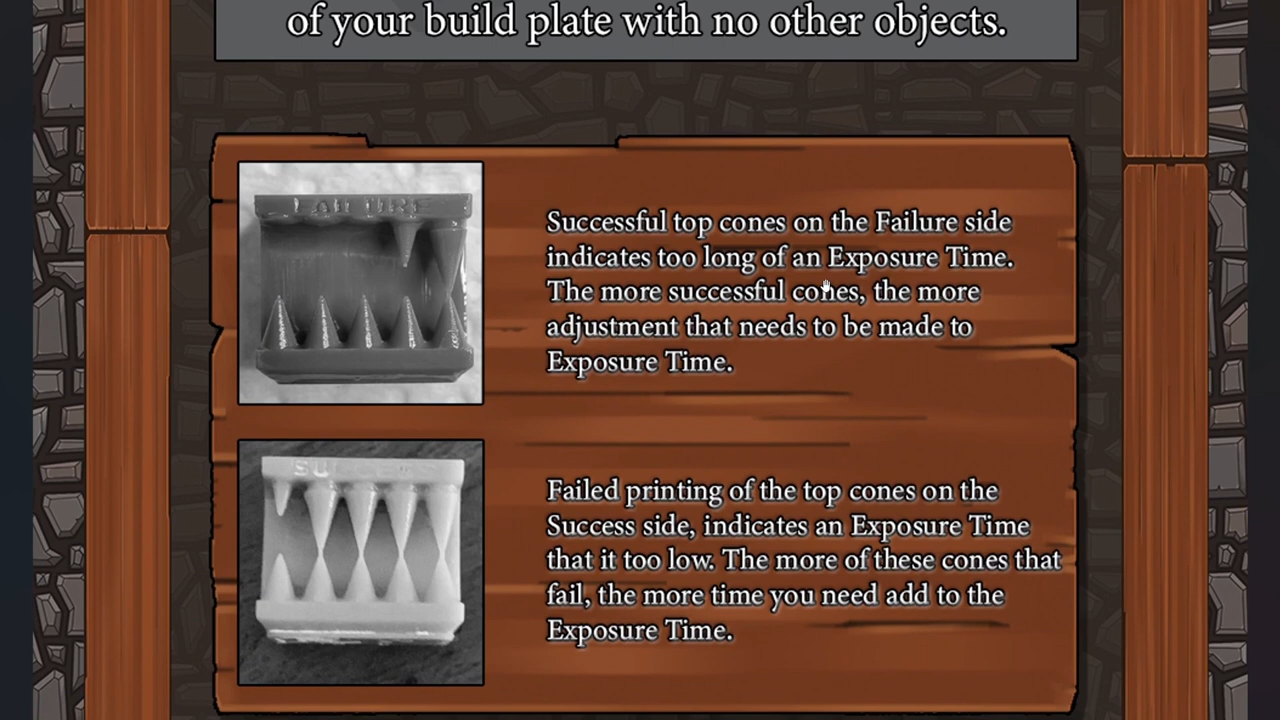 of your build plate with no other objects.
FAILURE
Successful top cones on the Failure side
indicates too long of an Exposure Time.
The more successful cones, the more
adjustment that needs to be made to
Exposure Time.
SUCCESS
Failed printing of the top cones on the
Success side, indicates an Exposure Time
that it too low. The more of these cones that
fail, the more time you need add to the
Exposure Time.